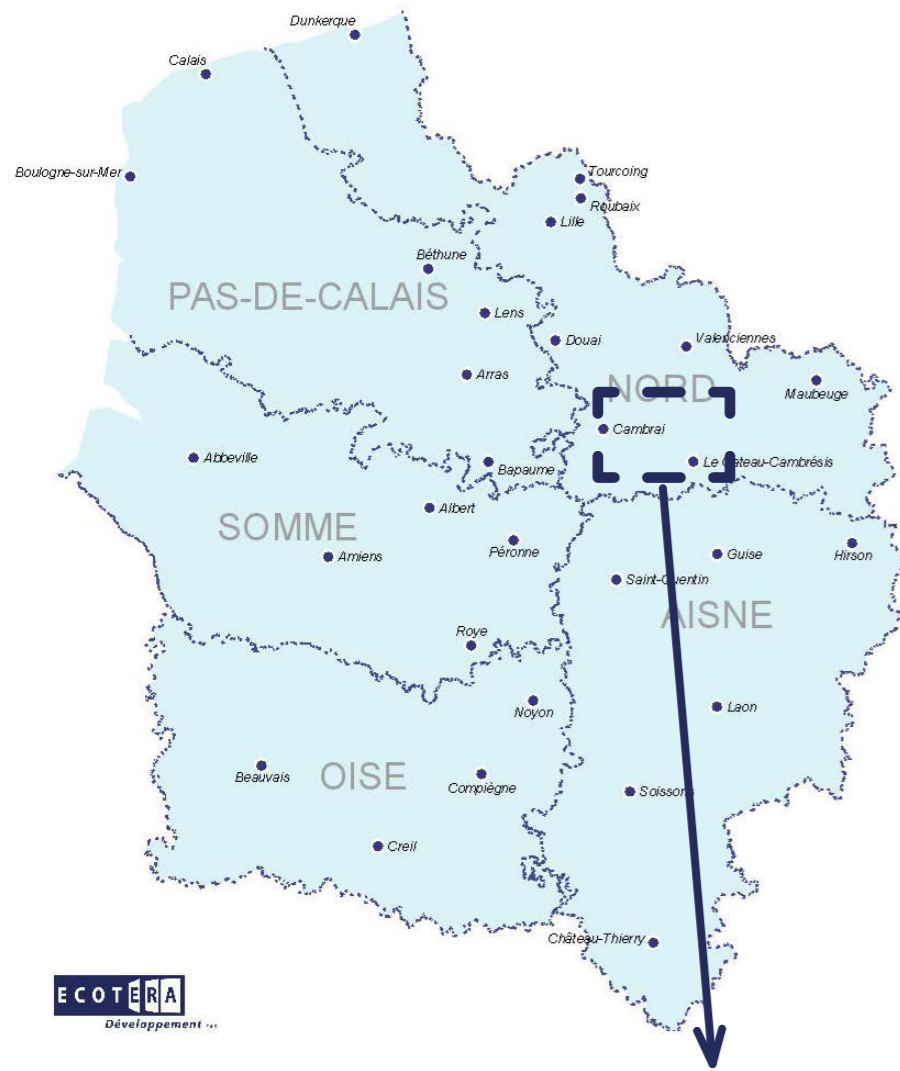 Dunkerque
Calais
Boulogne-sur-Mer
Tourcoing
Roubaix
Lille
Béthune
PAS-DE-CALAIS
Lens
Douai
Valenciennes
Arras
NORD
Maubeuge
Cambrai
Abbeville
Bapaume
Le Cateau-Cambrésis
Albert
SOMME
Péronne
Amiens
Guise
Hirson
Saint-Quentin
AISNE
Roye
Noyon
Laon
Beauvais
OISE
Compiègne
Soissons
Creil
Château-Thierry
ECOTERA
Développement